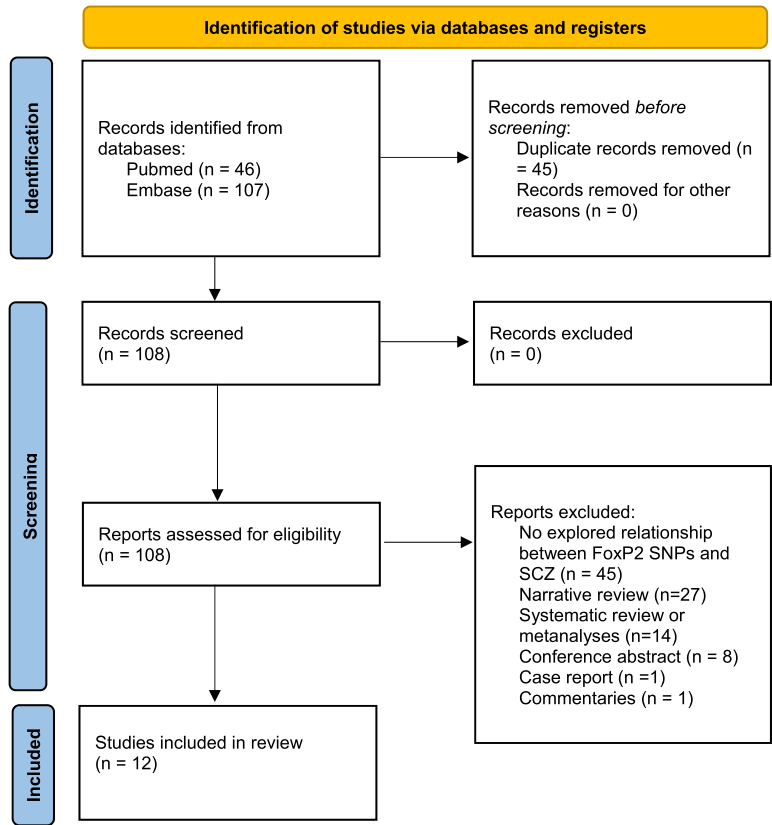 Identification of studies via databases and registers
Identification
Records identified from
databases:
Pubmed (n = 46)
Embase (n = 107)
Records removed before
screening:
Duplicate records removed (n
= 45)
Records removed for other
reasons (n = 0)
Screening
Records screened
(n = 108)
Records excluded
(n = 0)
Reports assessed for eligibility
(n = 108)
Reports excluded:
No explored relationship
between FoxP2 SNPs and
SCZ (n = 45)
Narrative review (n=27)
Systematic review or
metanalyses (n=14)
Conference abstract (n = 8)
Case report (n =1)
Commentaries (n = 1)
Included
Studies included in review
(n = 12)